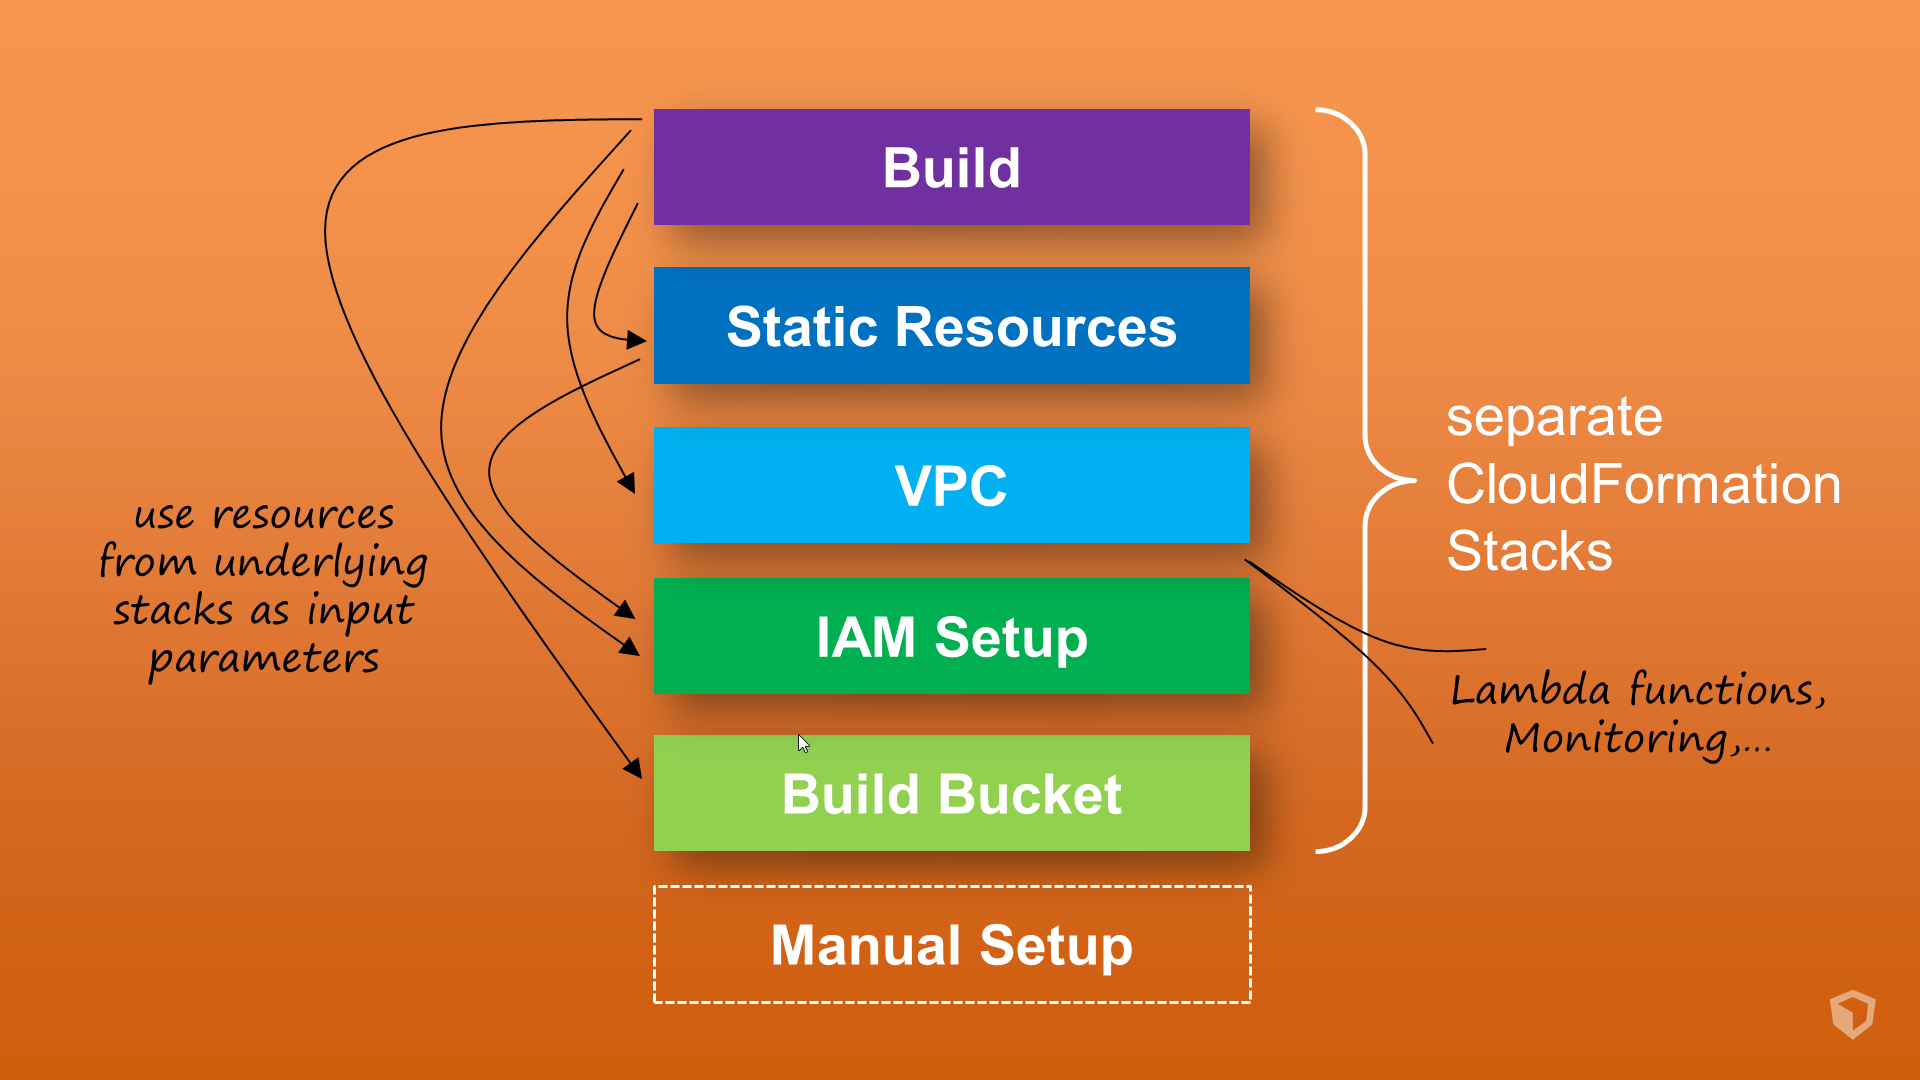 Build
Static Resources
VPC
IAM Setup
Build Bucket
Manual Setup
use resources
from underlying
stacks as input
parameters
separate
CloudFormation
Stacks
Lambda functions,
Monitoring,...